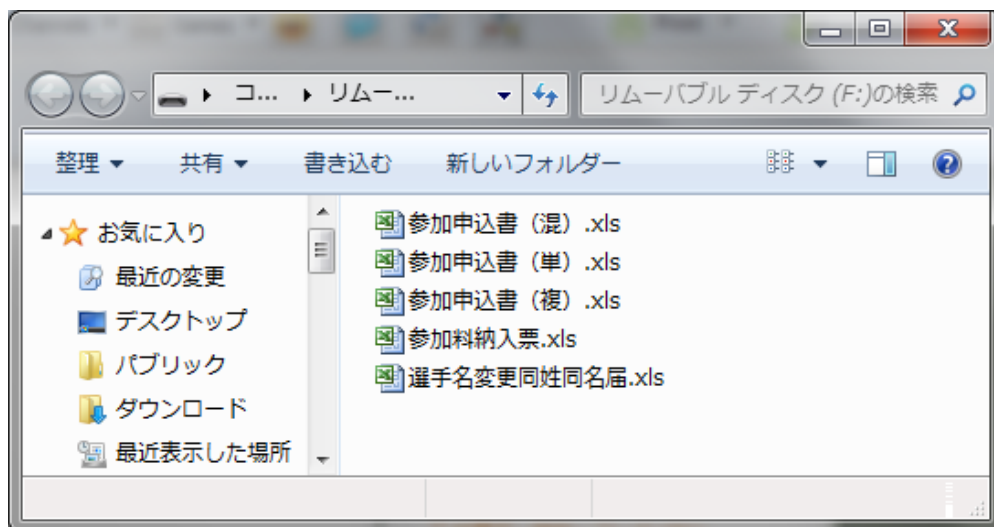 コ... リムー... リムーバブル ディスク (F:)の検索
整理 共有 書き込む 新しいフォルダー
お気に入り
最近の変更
デスクトップ
パブリック
ダウンロード
最近表示した場所
参加申込書（混）.xls
参加申込書（単）.xls
参加申込書（複）.xls
参加料納入票.xls
選手名変更同姓同名届.xls